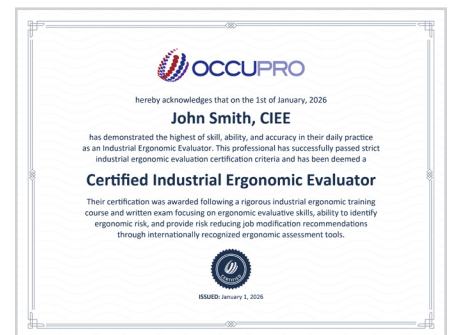 OCCUPRO
hereby acknowledges that on the 1st of January, 2026
John Smith, CIEE
has demonstrated the highest of skill, ability, and accuracy in their daily practice
as an Industrial Ergonomic Evaluator. This professional has successfully passed strict
industrial ergonomic evaluation certification criteria and has been deemed a
Certified Industrial Ergonomic Evaluator
Their certification was awarded following a rigorous industrial ergonomic training
course and written exam focusing on ergonomic evaluative skills, ability to identify
ergonomic risk, and provide risk reducing job modification recommendations
through internationally recognized ergonomic assessment tools.
CERTIFIED
ISSUED: January 1, 2026